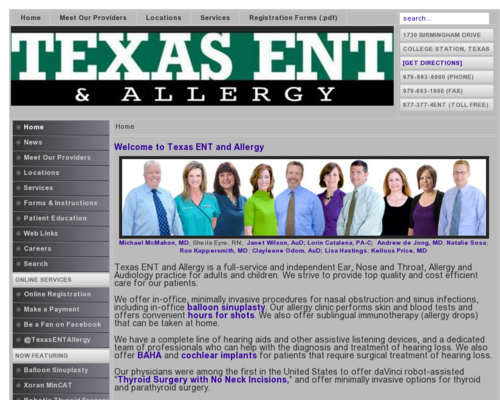 Home Meet Our Providers Locations Services Registration Forms (.pdf)
search...
TEXAS ENT
& ALLERGY
1730 BIRMINGHAM DRIVE
COLLEGE STATION, TEXAS
[GET DIRECTIONS]
979-693-6000 (PHONE)
979-693-1900 (FAX)
877-377-4ENT (TOLL FREE)
Home
News
Meet Our Providers
Locations
Services
Forms & Instructions
Patient Education
Web Links
Careers
Search
ONLINE SERVICES
Online Registration
Make a Payment
Be a Fan on Facebook
@TexasENTAllergy
NOW FEATURING
Balloon Sinuplasty
Xoran MinCAT
Robotic Thyroid Surgery
Home
Welcome to Texas ENT and Allergy
Michael McMahon, MD; Sheila Eyre, RN; Janet Wilson, AuD; Lorin Catalena, PA-C; Andrew de Jong, MD; Natalie Sosa;
Ron Kuppersmith, MD; Clayleene Odom, AuD; Lisa Hastings; Kellous Price, MD
Texas ENT and Allergy is a full-service and independent Ear, Nose and Throat, Allergy and
Audiology practice for adults and children. We strive to provide top quality and cost efficient
care for our patients.
We offer in-office, minimally invasive procedures for nasal obstruction and sinus infections,
including in-office balloon sinuplasty. Our allergy clinic performs skin and blood tests and
offers convenient hours for shots. We also offer sublingual immunotherapy (allergy drops)
that can be taken at home.
We have a complete line of hearing aids and other assistive listening devices, and a dedicated
team of professionals who can help with the diagnosis and treatment of hearing loss. We also
offer BAHA and cochlear implants for patients that require surgical treatment of hearing loss.
Our physicians were among the first in the United States to offer daVinci robot-assisted
"Thyroid Surgery with No Neck Incisions," and offer minimally invasive options for thyroid
and parathyroid surgery.